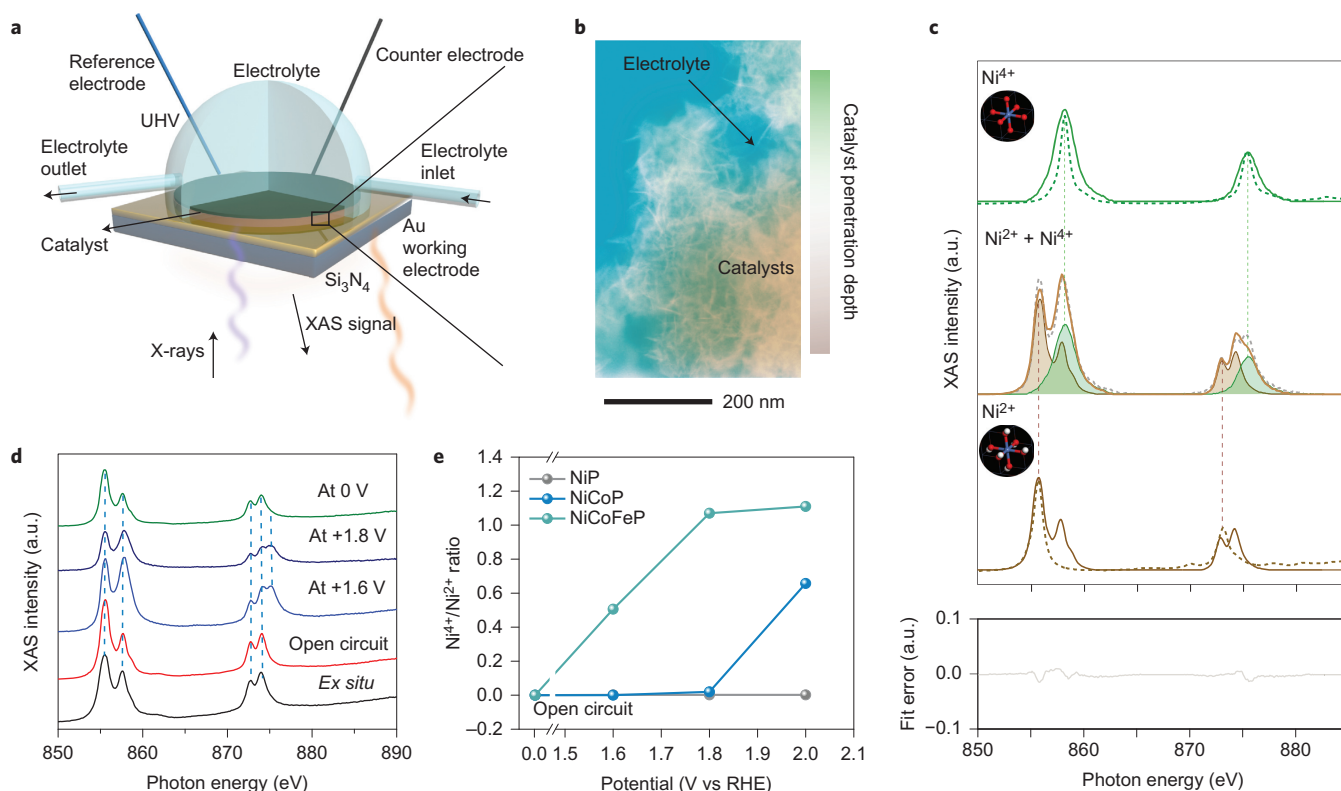 a
Reference
electrode
Electrolyte
Counter electrode
UHV
Electrolyte
outlet
Electrolyte
inlet
Catalyst
Au
working
electrode
Si₃N₄
XAS signal
X-rays
b
Electrolyte
Catalysts
200 nm
Catalyst penetration depth
c
Ni⁴⁺
Ni²⁺ + Ni⁴⁺
Ni²⁺
XAS intensity (a.u.)
0.1
0.0
−0.1
Fit error (a.u.)
850
860
870
880
Photon energy (eV)
d
At 0 V
At +1.8 V
At +1.6 V
Open circuit
Ex situ
XAS intensity (a.u.)
850
860
870
880
890
Photon energy (eV)
e
1.4
1.2
1.0
0.8
0.6
0.4
0.2
0.0
−0.2
Ni⁴⁺/Ni²⁺ ratio
NiP
NiCoP
NiCoFeP
Open circuit
0.0
1.5
1.6
1.7
1.8
1.9
2.0
2.1
Potential (V vs RHE)